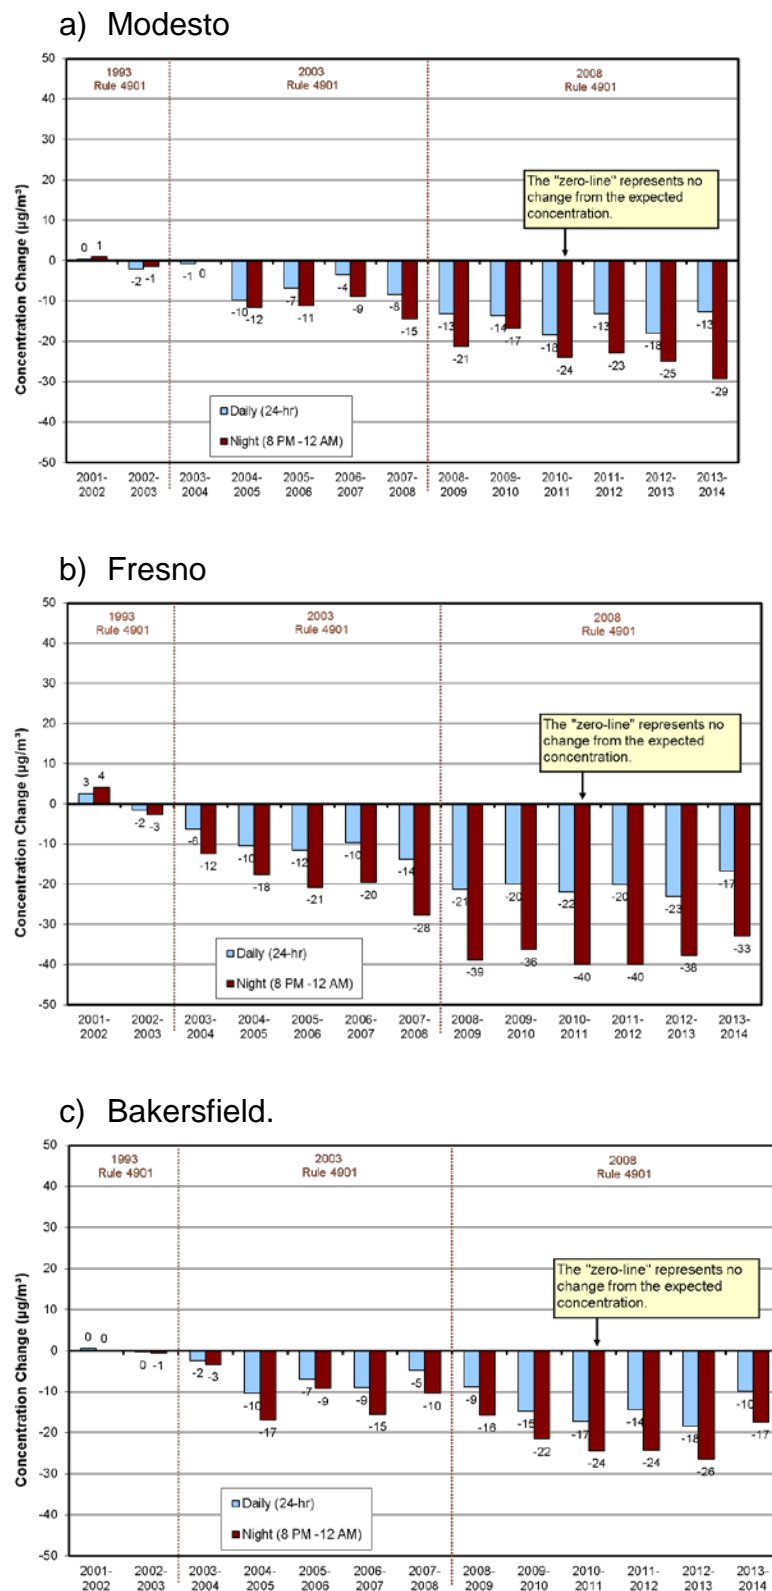 a) Modesto
1993
Rule 4901
2003
Rule 4901
2008
Rule 4901
The "zero-line" represents no
change from the expected
concentration.
Concentration Change (µg/m³)
50
40
30
20
10
0
-10
-20
-30
-40
-50
0 1
-2 -1
-1 0
-10 -12
-7 -11
-4 -9
-8 -15
-13 -21
-14 -17
-18 -24
-13 -23
-18 -25
-13 -29
Daily (24-hr)
Night (8 PM -12 AM)
2001- 2002- 2003- 2004- 2005- 2006- 2007- 2008- 2009- 2010- 2011- 2012- 2013-
2002 2003 2004 2005 2006 2007 2008 2009 2010 2011 2012 2013 2014
b) Fresno
1993
Rule 4901
2003
Rule 4901
2008
Rule 4901
The "zero-line" represents no
change from the expected
concentration.
Concentration Change (µg/m³)
50
40
30
20
10
0
-10
-20
-30
-40
-50
3 4
-2 -3
-6 -12
-10 -18
-12 -21
-10 -20
-14 -28
-21 -39
-20 -36
-22 -40
-20 -40
-23 -38
-17 -33
Daily (24-hr)
Night (8 PM -12 AM)
2001- 2002- 2003- 2004- 2005- 2006- 2007- 2008- 2009- 2010- 2011- 2012- 2013-
2002 2003 2004 2005 2006 2007 2008 2009 2010 2011 2012 2013 2014
c) Bakersfield.
1993
Rule 4901
2003
Rule 4901
2008
Rule 4901
The "zero-line" represents no
change from the expected
concentration.
Concentration Change (µg/m³)
50
40
30
20
10
0
-10
-20
-30
-40
-50
0 0
0 -1
-2 -3
-10 -17
-7 -9
-9 -15
-5 -10
-9 -16
-15 -22
-17 -24
-14 -24
-18 -26
-10 -17
Daily (24-hr)
Night (8 PM -12 AM)
2001- 2002- 2003- 2004- 2005- 2006- 2007- 2008- 2009- 2010- 2011- 2012- 2013-
2002 2003 2004 2005 2006 2007 2008 2009 2010 2011 2012 2013 2014